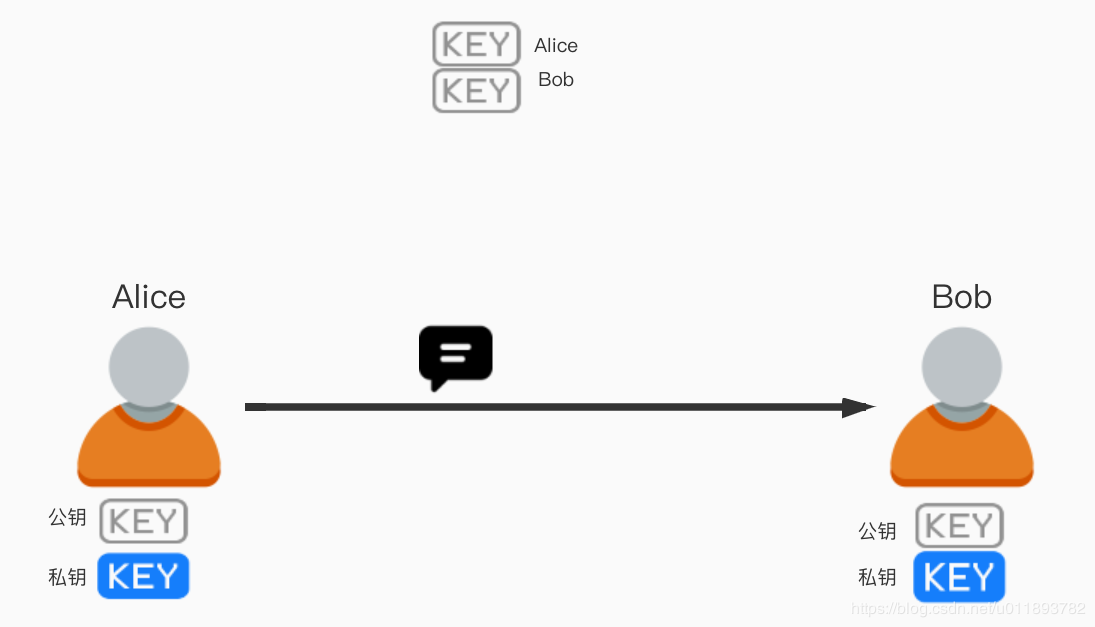 KEY Alice
KEY Bob
Alice
Bob
公钥 KEY
私钥 KEY
公钥 KEY
私钥 KEY
https://blog.csdn.net/u011893782